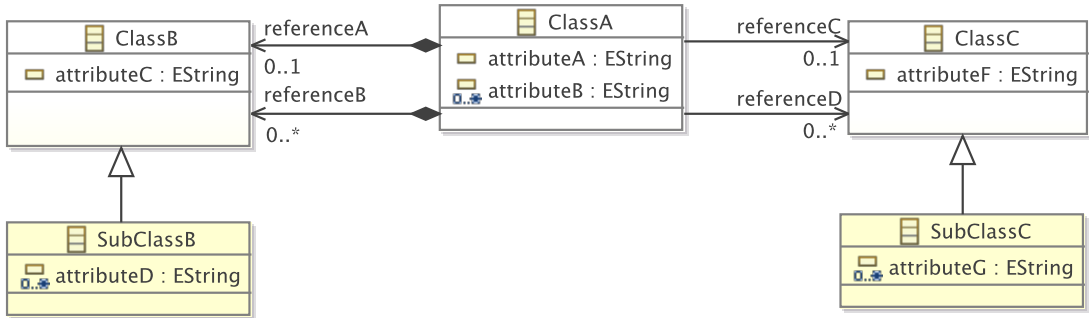 ClassB
attributeC : EString
referenceA
0..1
referenceB
0..*
ClassA
attributeA : EString
0..* attributeB : EString
referenceC
0..1
referenceD
0..*
ClassC
attributeF : EString
SubClassB
0..* attributeD : EString
SubClassC
0..* attributeG : EString